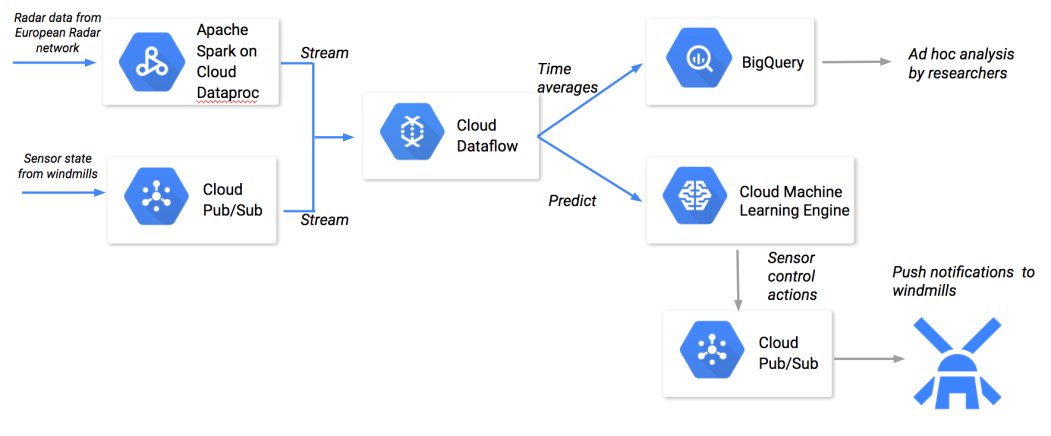 Radar data from
European Radar
network
Apache
Spark on
Cloud
Dataproc
Stream
Sensor state
from windmills
Cloud
Pub/Sub
Stream
Cloud
Dataflow
Time
averages
Predict
BigQuery
Ad hoc analysis
by researchers
Cloud Machine
Learning Engine
Sensor
control
actions
Cloud
Pub/Sub
Push notifications to
windmills